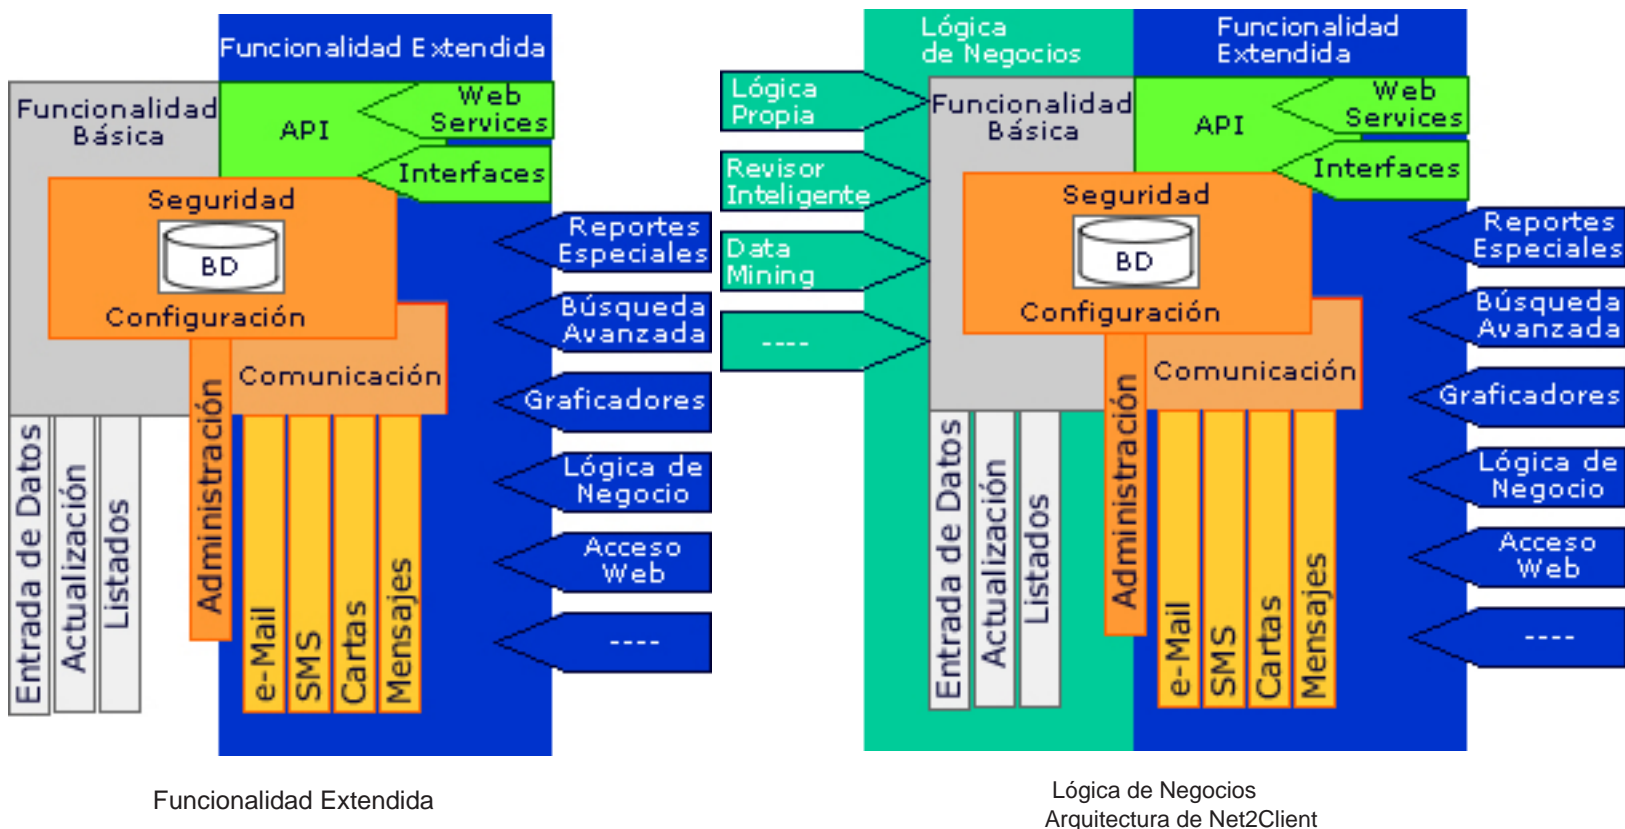 Funcionalidad Extendida
Funcionalidad
Básica
API
Web
Services
Interfaces
Seguridad
BD
Configuración
Comunicación
Administración
Entrada de Datos
Actualización
Listados
e-Mail
SMS
Cartas
Mensajes
Reportes
Especiales
Búsqueda
Avanzada
Graficadores
Lógica de
Negocio
Acceso
Web
----
Funcionalidad Extendida
Lógica
de Negocios
Funcionalidad
Extendida
Lógica
Propia
Revisor
Inteligente
Data
Mining
----
Funcionalidad
Básica
API
Web
Services
Interfaces
Seguridad
BD
Configuración
Comunicación
Administración
Entrada de Datos
Actualización
Listados
e-Mail
SMS
Cartas
Mensajes
Reportes
Especiales
Búsqueda
Avanzada
Graficadores
Lógica de
Negocio
Acceso
Web
----
Lógica de Negocios
Arquitectura de Net2Client